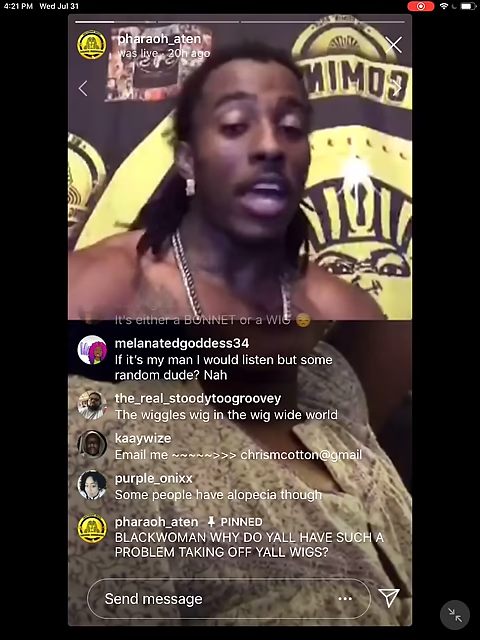 4:21 PM Wed Jul 31
pharaoh_aten
was live · 30h ago
COMIN
It's either a BONNET or a WIG 😔
melanatedgoddess34
If it's my man I would listen but some
random dude? Nah
the_real_stoodytoogroovey
The wiggles wig in the wig wide world
kaaywize
Email me ~~~~~>>> chrismcotton@gmail
purple_onixx
Some people have alopecia though
pharaoh_aten PINNED
BLACKWOMAN WHY DO YALL HAVE SUCH A
PROBLEM TAKING OFF YALL WIGS?
Send message